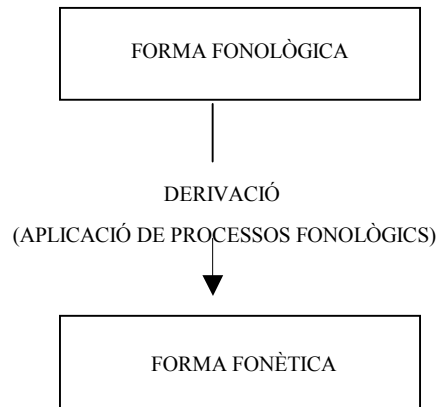 FORMA FONOLÒGICA
DERIVACIÓ
(APLICACIÓ DE PROCESSOS FONOLÒGICS)
FORMA FONÈTICA